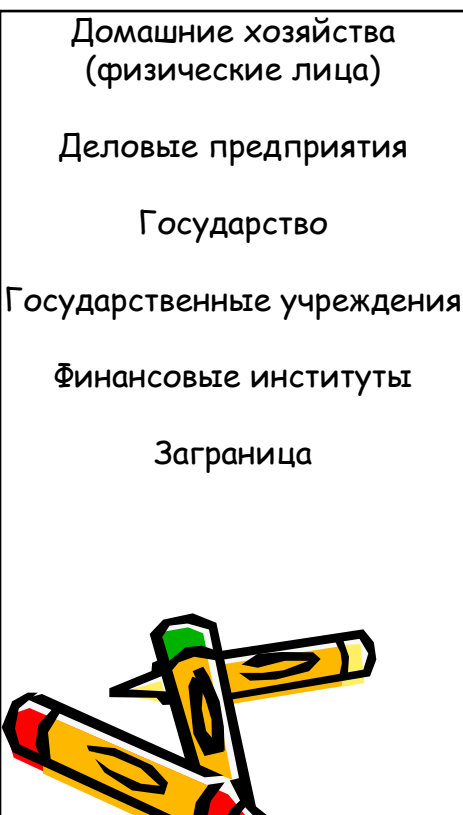 Домашние хозяйства
(физические лица)
Деловые предприятия
Государство
Государственные учреждения
Финансовые институты
Заграница